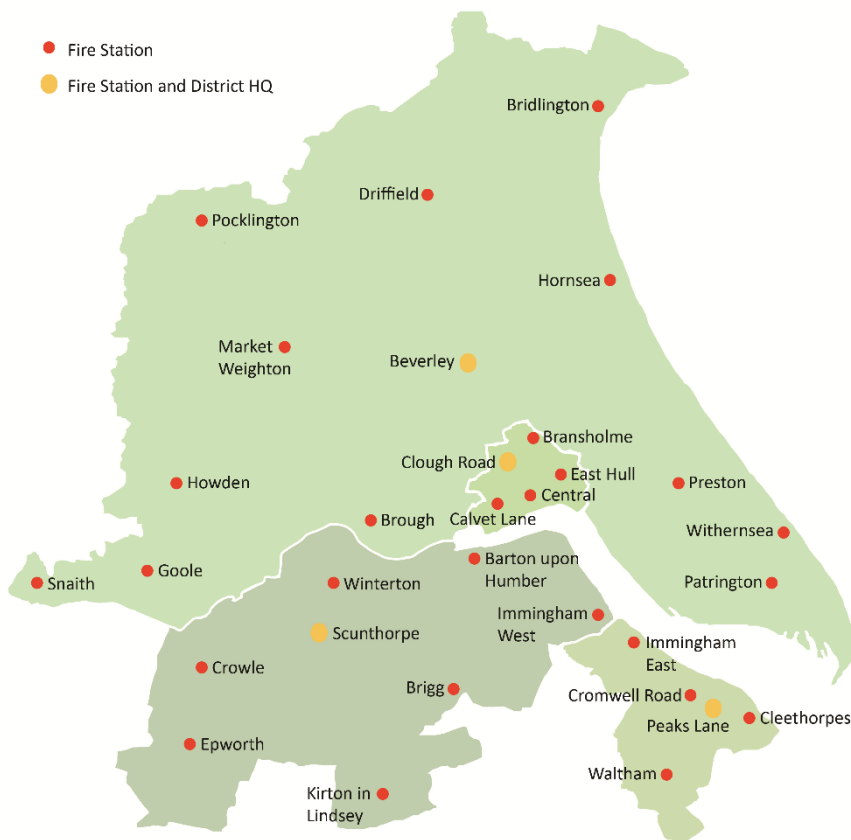 Fire Station
Fire Station and District HQ
Bridlington
Driffield
Pocklington
Hornsea
Market
Weighton
Beverley
Bransholme
Clough Road
East Hull
Howden
Preston
Central
Calvet Lane
Brough
Withernsea
Barton upon
Humber
Goole
Snaith
Winterton
Patrington
Immingham
West
Scunthorpe
Immingham
East
Crowle
Brigg
Cromwell Road
Peaks Lane
Cleethorpes
Epworth
Waltham
Kirton in
Lindsey